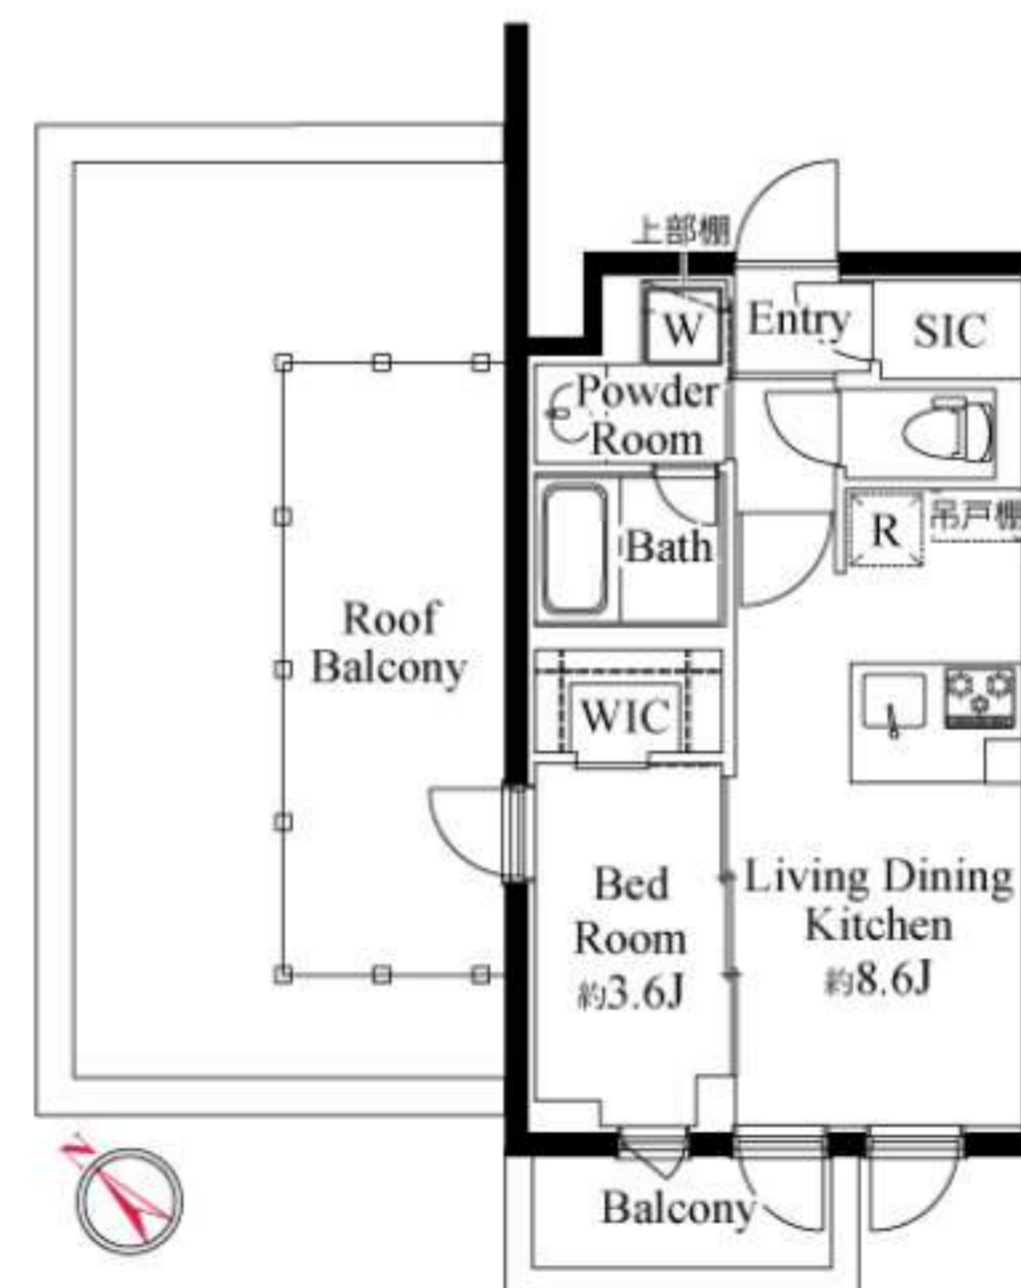 上部棚
W
Entry
SIC
Powder
Room
R
吊戸棚
Bath
Roof
Balcony
WIC
Bed
Room
約3.6J
Living Dining
Kitchen
約8.6J
N
Balcony